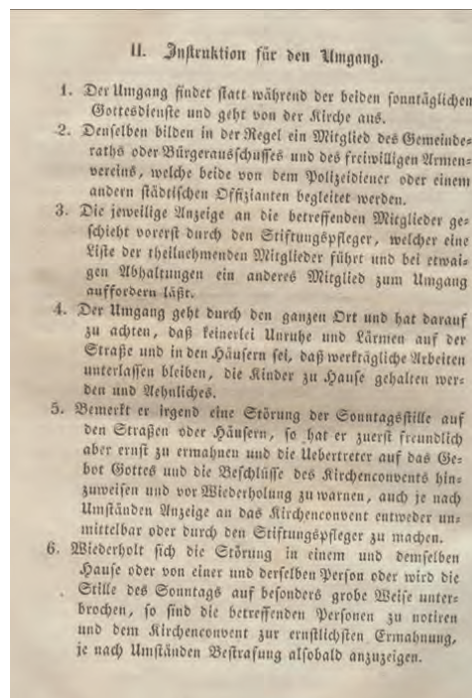 II. Instruktion für den Umgang.
1. Der Umgang findet statt während der beiden sonntäglichen
Gottesdienste und geht von der Kirche aus.
2. Denselben bilden in der Regel ein Mitglied des Gemeinde-
raths oder Bürgerausschusses und des freiwilligen Armen-
vereins, welche beide von dem Polizeidiener oder einem
andern städtischen Offizianten begleitet werden.
3. Die jeweilige Anzeige an die betreffenden Mitglieder ge-
schieht vorerst durch den Stiftungspfleger, welcher eine
Liste der theilnehmenden Mitglieder führt und bei etwai-
gen Abhaltungen ein anderes Mitglied zum Umgang
auffordern läßt.
4. Der Umgang geht durch den ganzen Ort und hat darauf
zu achten, daß keinerlei Unruhe und Lärmen auf der
Straße und in den Häusern sei, daß werktägliche Arbeiten
unterlassen bleiben, die Kinder zu Hause gehalten wer-
den und Aehnliches.
5. Bemerkt er irgend eine Störung der Sonntagsstille auf
den Straßen oder Häusern, so hat er zuerst freundlich
aber ernst zu ermahnen und die Uebertreter auf das Ge-
bot Gottes und die Beschlüsse des Kirchenconvents hin-
zuweisen und vor Wiederholung zu warnen, auch je nach
Umständen Anzeige an das Kirchenconvent entweder un-
mittelbar oder durch den Stiftungspfleger zu machen.
6. Wiederholt sich die Störung in einem und demselben
Hause oder von einer und derselben Person oder wird die
Stille des Sonntags auf besonders grobe Weise unter-
brochen, so sind die betreffenden Personen zu notiren
und dem Kirchenconvent zur ernstlichsten Ermahnung,
je nach Umständen Bestrafung alsobald anzuzeigen.